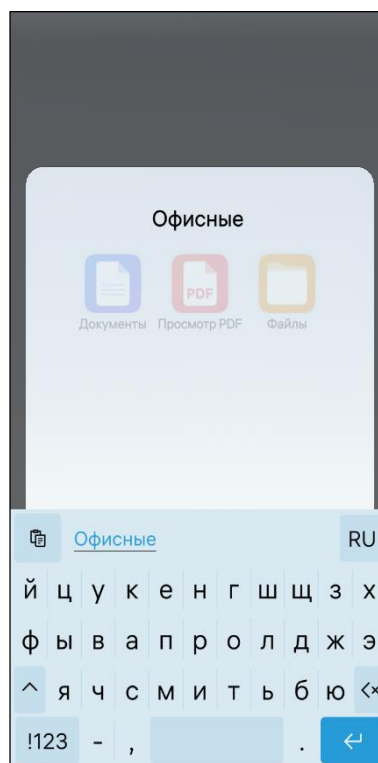 Офисные
PDF
Документы Просмотр PDF Файлы
Офисные RU
й ц у к е н г ш щ з х
ф ы в а п р о л д ж э
я ч с м и т ь б ю
!123 - , .